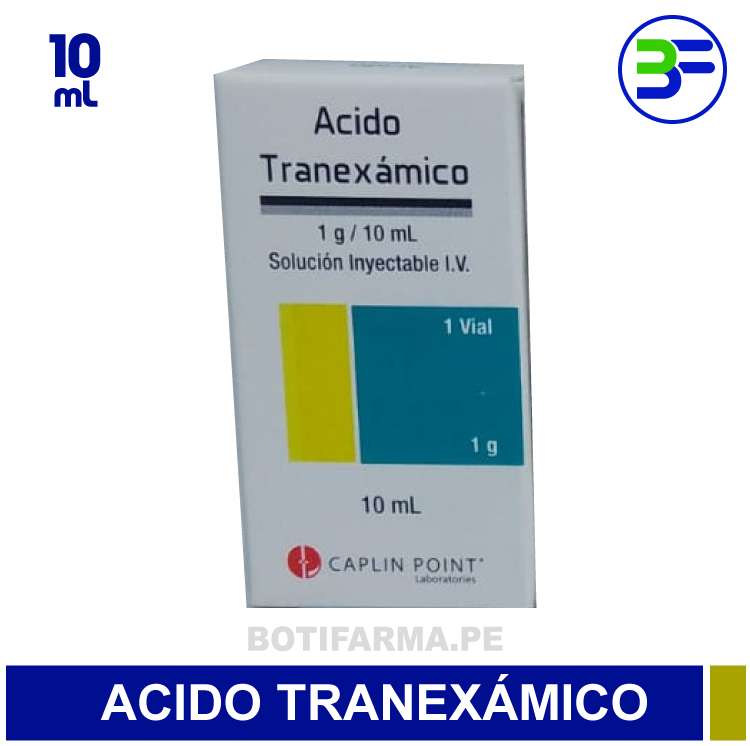 10
mL
BF
Acido
Tranexámico
1 g / 10 mL
Solución Inyectable I.V.
1 Vial
1 g
10 mL
CAPLIN POINT
Laboratories
BOTIFARMA.PE
ACIDO TRANEXÁMICO